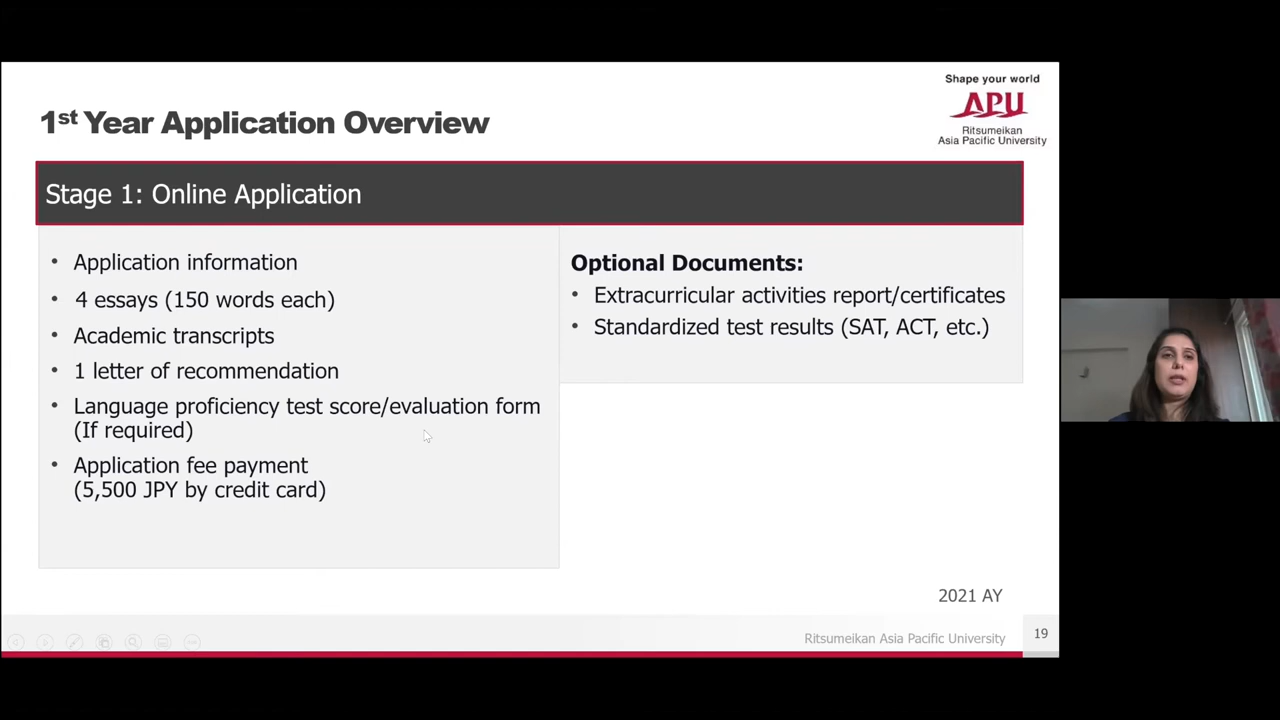 Shape your world
APU
Ritsumeikan
Asia Pacific University
1st Year Application Overview
Stage 1: Online Application
• Application information
• 4 essays (150 words each)
• Academic transcripts
• 1 letter of recommendation
• Language proficiency test score/evaluation form
(If required)
• Application fee payment
(5,500 JPY by credit card)
Optional Documents:
• Extracurricular activities report/certificates
• Standardized test results (SAT, ACT, etc.)
2021 AY
Ritsumeikan Asia Pacific University
19